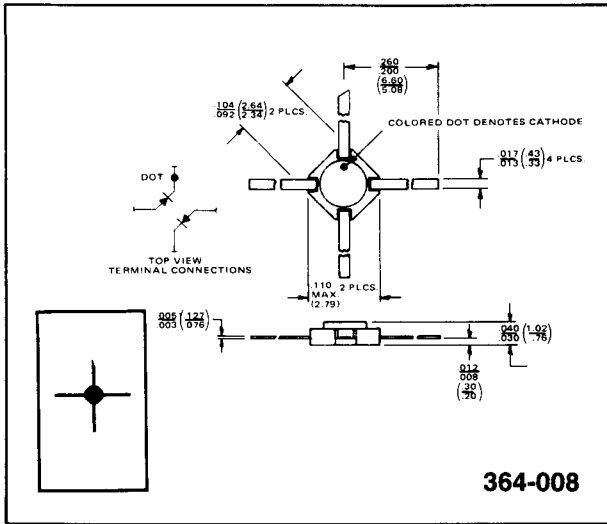 .260
.200
(6.60
5.08)
.104 (2.64
.092 (2.34) 2 PLCS.
COLORED DOT DENOTES CATHODE
.017 (.43
.013 (.33) 4 PLCS.
DOT
TOP VIEW
TERMINAL CONNECTIONS
.110
MAX.
(2.79)
2 PLCS.
.005 (.127
.003 (.076)
.040 (1.02
.030 (.76)
.012
.008
(.30
.20)
364-008